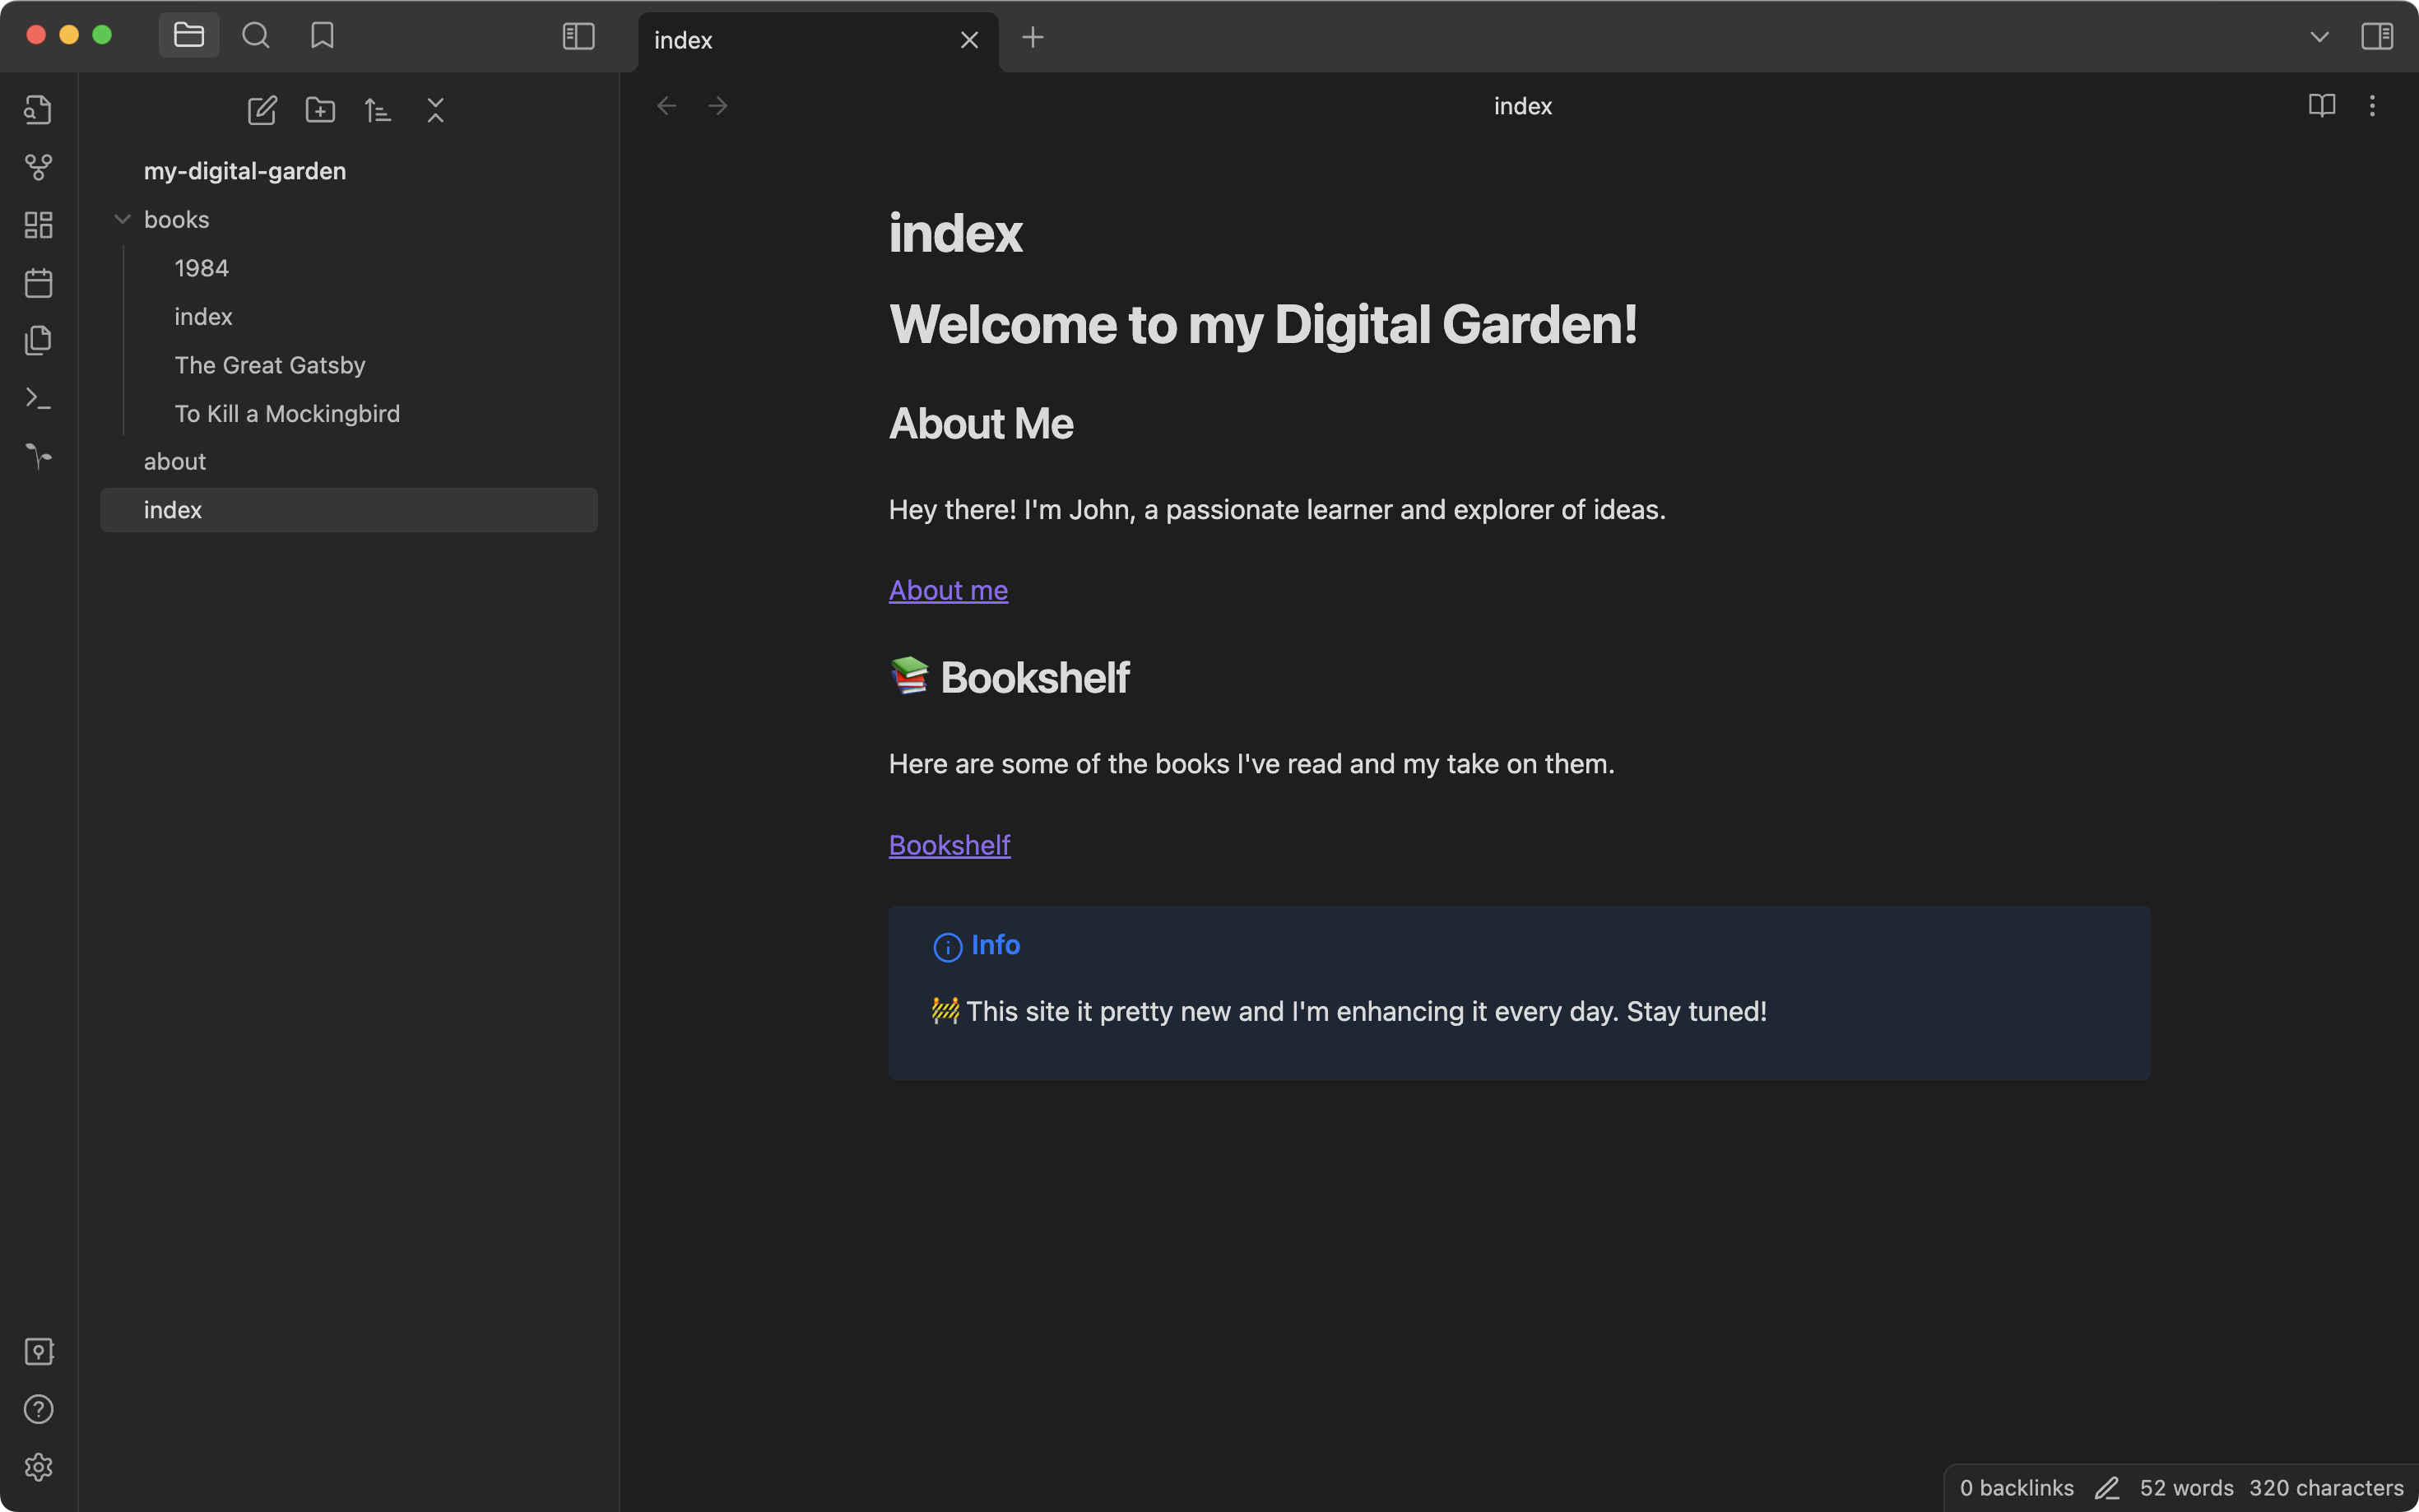 index
my-digital-garden
books
1984
index
The Great Gatsby
To Kill a Mockingbird
about
index
index
index
Welcome to my Digital Garden!
About Me
Hey there! I'm John, a passionate learner and explorer of ideas.
About me
📚 Bookshelf
Here are some of the books I've read and my take on them.
Bookshelf
Info
🚧 This site it pretty new and I'm enhancing it every day. Stay tuned!
0 backlinks 52 words 320 characters